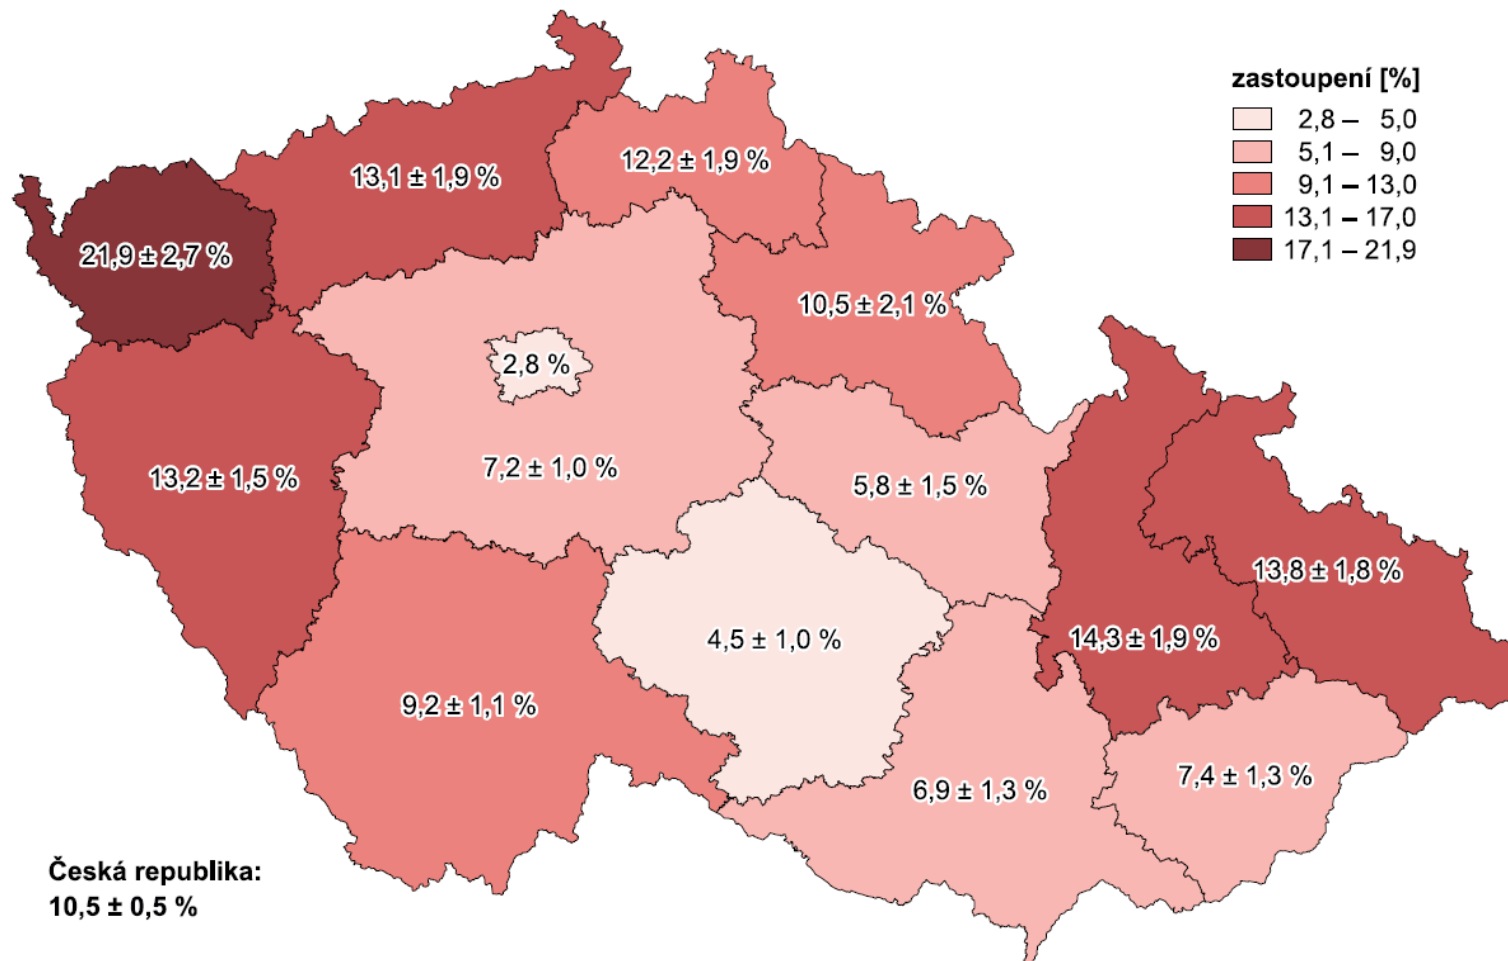 zastoupení [%]
2,8 – 5,0
5,1 – 9,0
9,1 – 13,0
13,1 – 17,0
17,1 – 21,9
12,2 ± 1,9 %
13,1 ± 1,9 %
21,9 ± 2,7 %
10,5 ± 2,1 %
2,8 %
7,2 ± 1,0 %
13,2 ± 1,5 %
5,8 ± 1,5 %
13,8 ± 1,8 %
4,5 ± 1,0 %
14,3 ± 1,9 %
9,2 ± 1,1 %
7,4 ± 1,3 %
6,9 ± 1,3 %
Česká republika:
10,5 ± 0,5 %